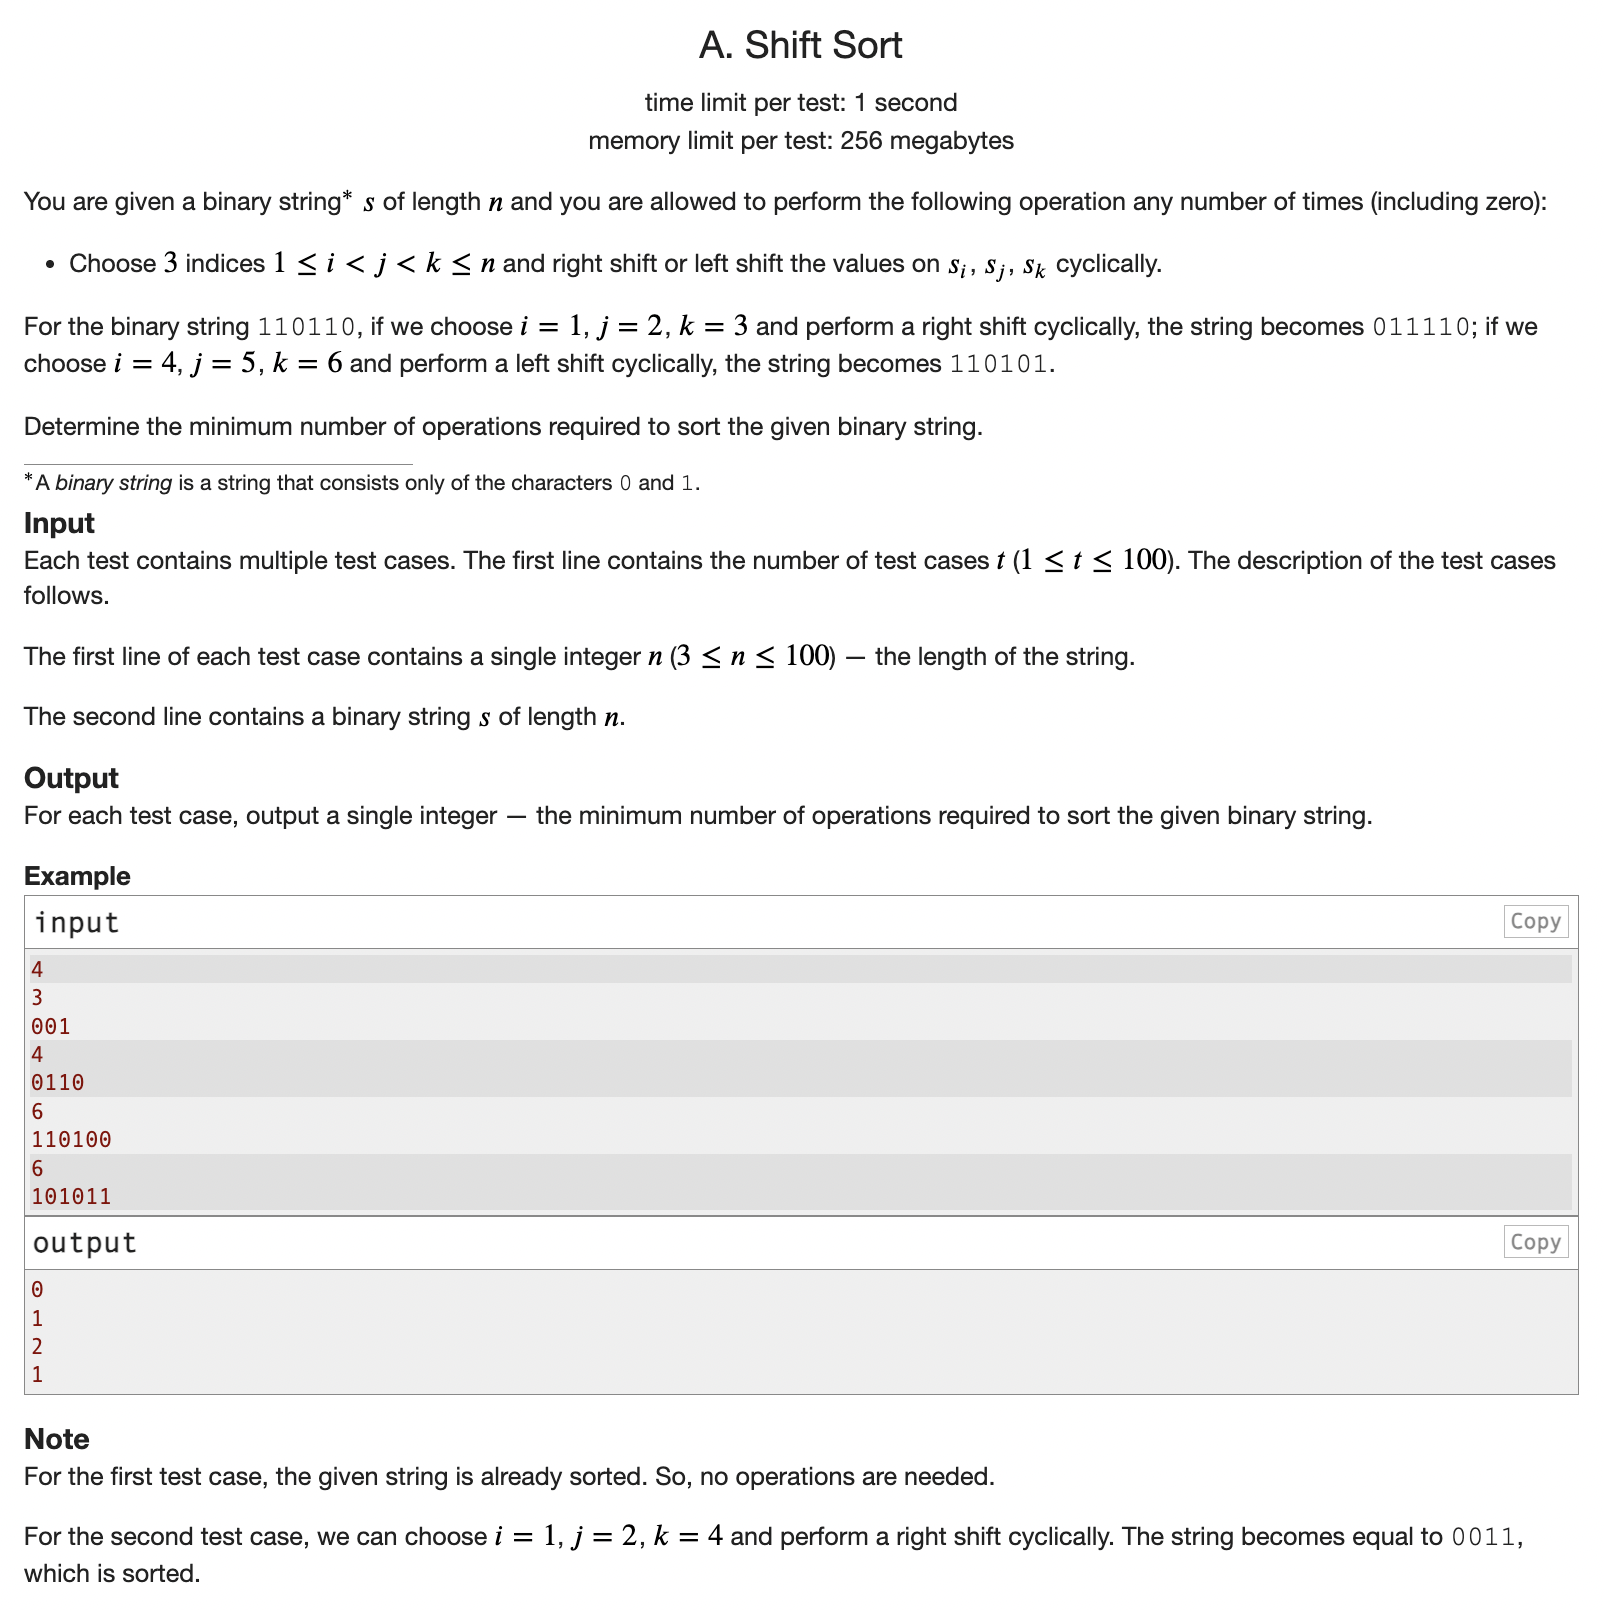 A. Shift Sort
time limit per test: 1 second
memory limit per test: 256 megabytes
You are given a binary string* s of length n and you are allowed to perform the following operation any number of times (including zero):
• Choose 3 indices 1 ≤ i < j < k ≤ n and right shift or left shift the values on sᵢ, sⱼ, sₖ cyclically.
For the binary string 110110, if we choose i = 1, j = 2, k = 3 and perform a right shift cyclically, the string becomes 011110; if we
choose i = 4, j = 5, k = 6 and perform a left shift cyclically, the string becomes 110101.
Determine the minimum number of operations required to sort the given binary string.
*A binary string is a string that consists only of the characters 0 and 1.
Input
Each test contains multiple test cases. The first line contains the number of test cases t (1 ≤ t ≤ 100). The description of the test cases
follows.
The first line of each test case contains a single integer n (3 ≤ n ≤ 100) — the length of the string.
The second line contains a binary string s of length n.
Output
For each test case, output a single integer — the minimum number of operations required to sort the given binary string.
Example
input Copy
4
3
001
4
0110
6
110100
6
101011
output Copy
0
1
2
1
Note
For the first test case, the given string is already sorted. So, no operations are needed.
For the second test case, we can choose i = 1, j = 2, k = 4 and perform a right shift cyclically. The string becomes equal to 0011,
which is sorted.